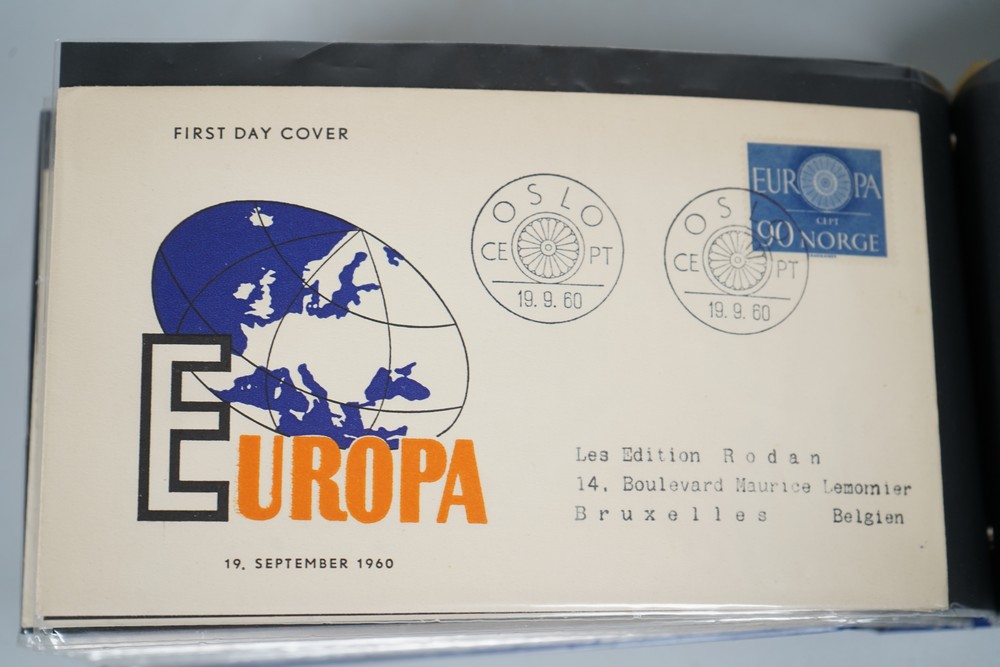 FIRST DAY COVER
OSLO
CE PT
19. 9. 60
OSLO
CE PT
19. 9. 60
EUROPA
CEPT
90 NORGE
EUROPA
Les Edition Rodan
14, Boulevard Maurice Lemornier
Bruxelles Belgien
19. SEPTEMBER 1960